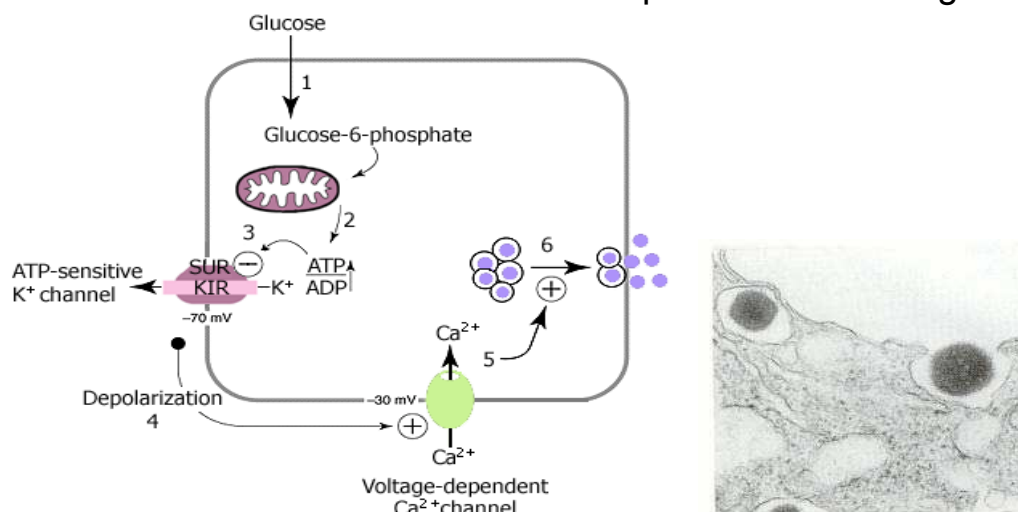 Glucose
1
Glucose-6-phosphate
2
3
6
SUR
ATP
ADP
ATP-sensitive
K+ channel
KIR
K+
–70 mV
Ca2+
5
Depolarization
4
–30 mV
Ca2+
Voltage-dependent
Ca2+channel